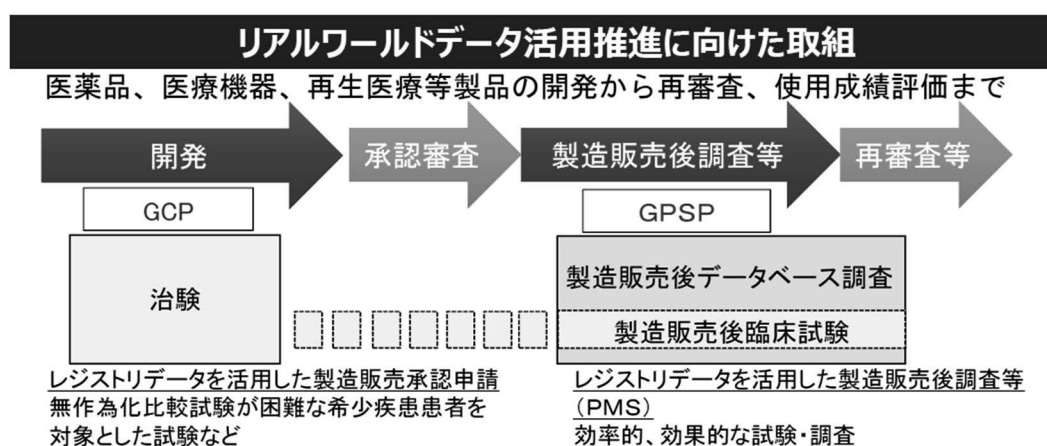 リアルワールドデータ活用推進に向けた取組
医薬品、医療機器、再生医療等製品の開発から再審査、使用成績評価まで
開発
承認審査
製造販売後調査等
再審査等
GCP
GPSP
治験
製造販売後データベース調査
製造販売後臨床試験
レジストリデータを活用した製造販売承認申請
無作為化比較試験が困難な希少疾患患者を
対象とした試験など
レジストリデータを活用した製造販売後調査等
(PMS)
効率的、効果的な試験・調査